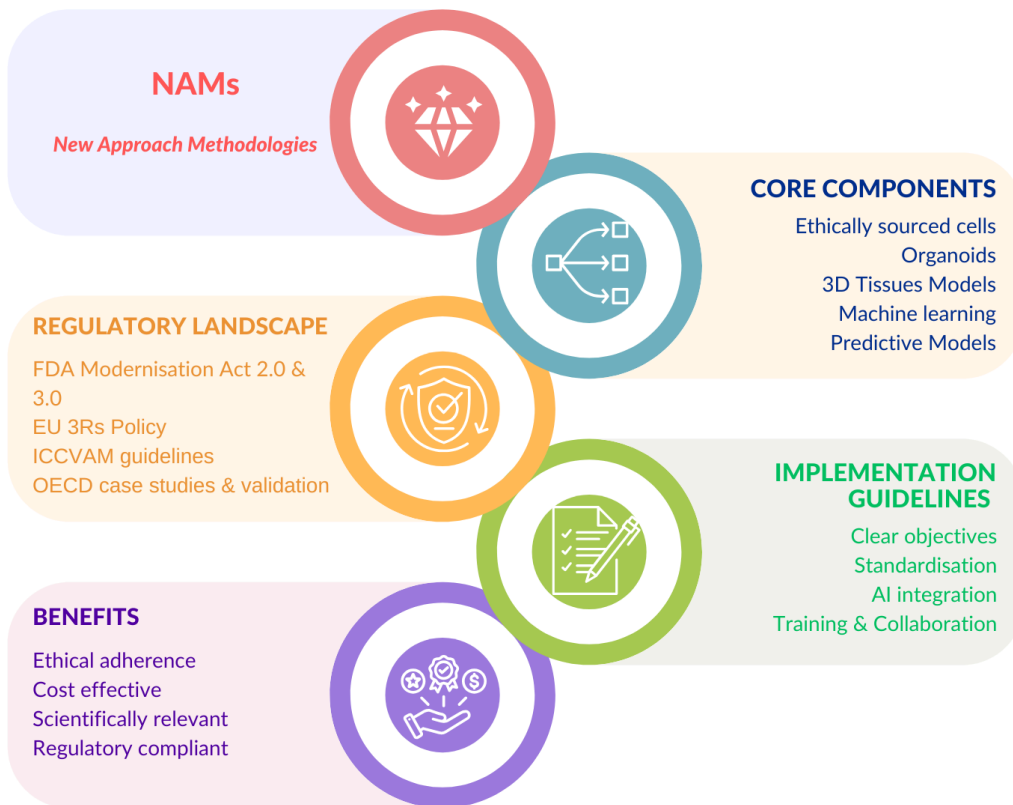 NAMs
New Approach Methodologies
CORE COMPONENTS
Ethically sourced cells
Organoids
3D Tissues Models
Machine learning
Predictive Models
REGULATORY LANDSCAPE
FDA Modernisation Act 2.0 &
3.0
EU 3Rs Policy
ICCVAM guidelines
OECD case studies & validation
IMPLEMENTATION
GUIDELINES
Clear objectives
Standardisation
AI integration
Training & Collaboration
BENEFITS
Ethical adherence
Cost effective
Scientifically relevant
Regulatory compliant
$